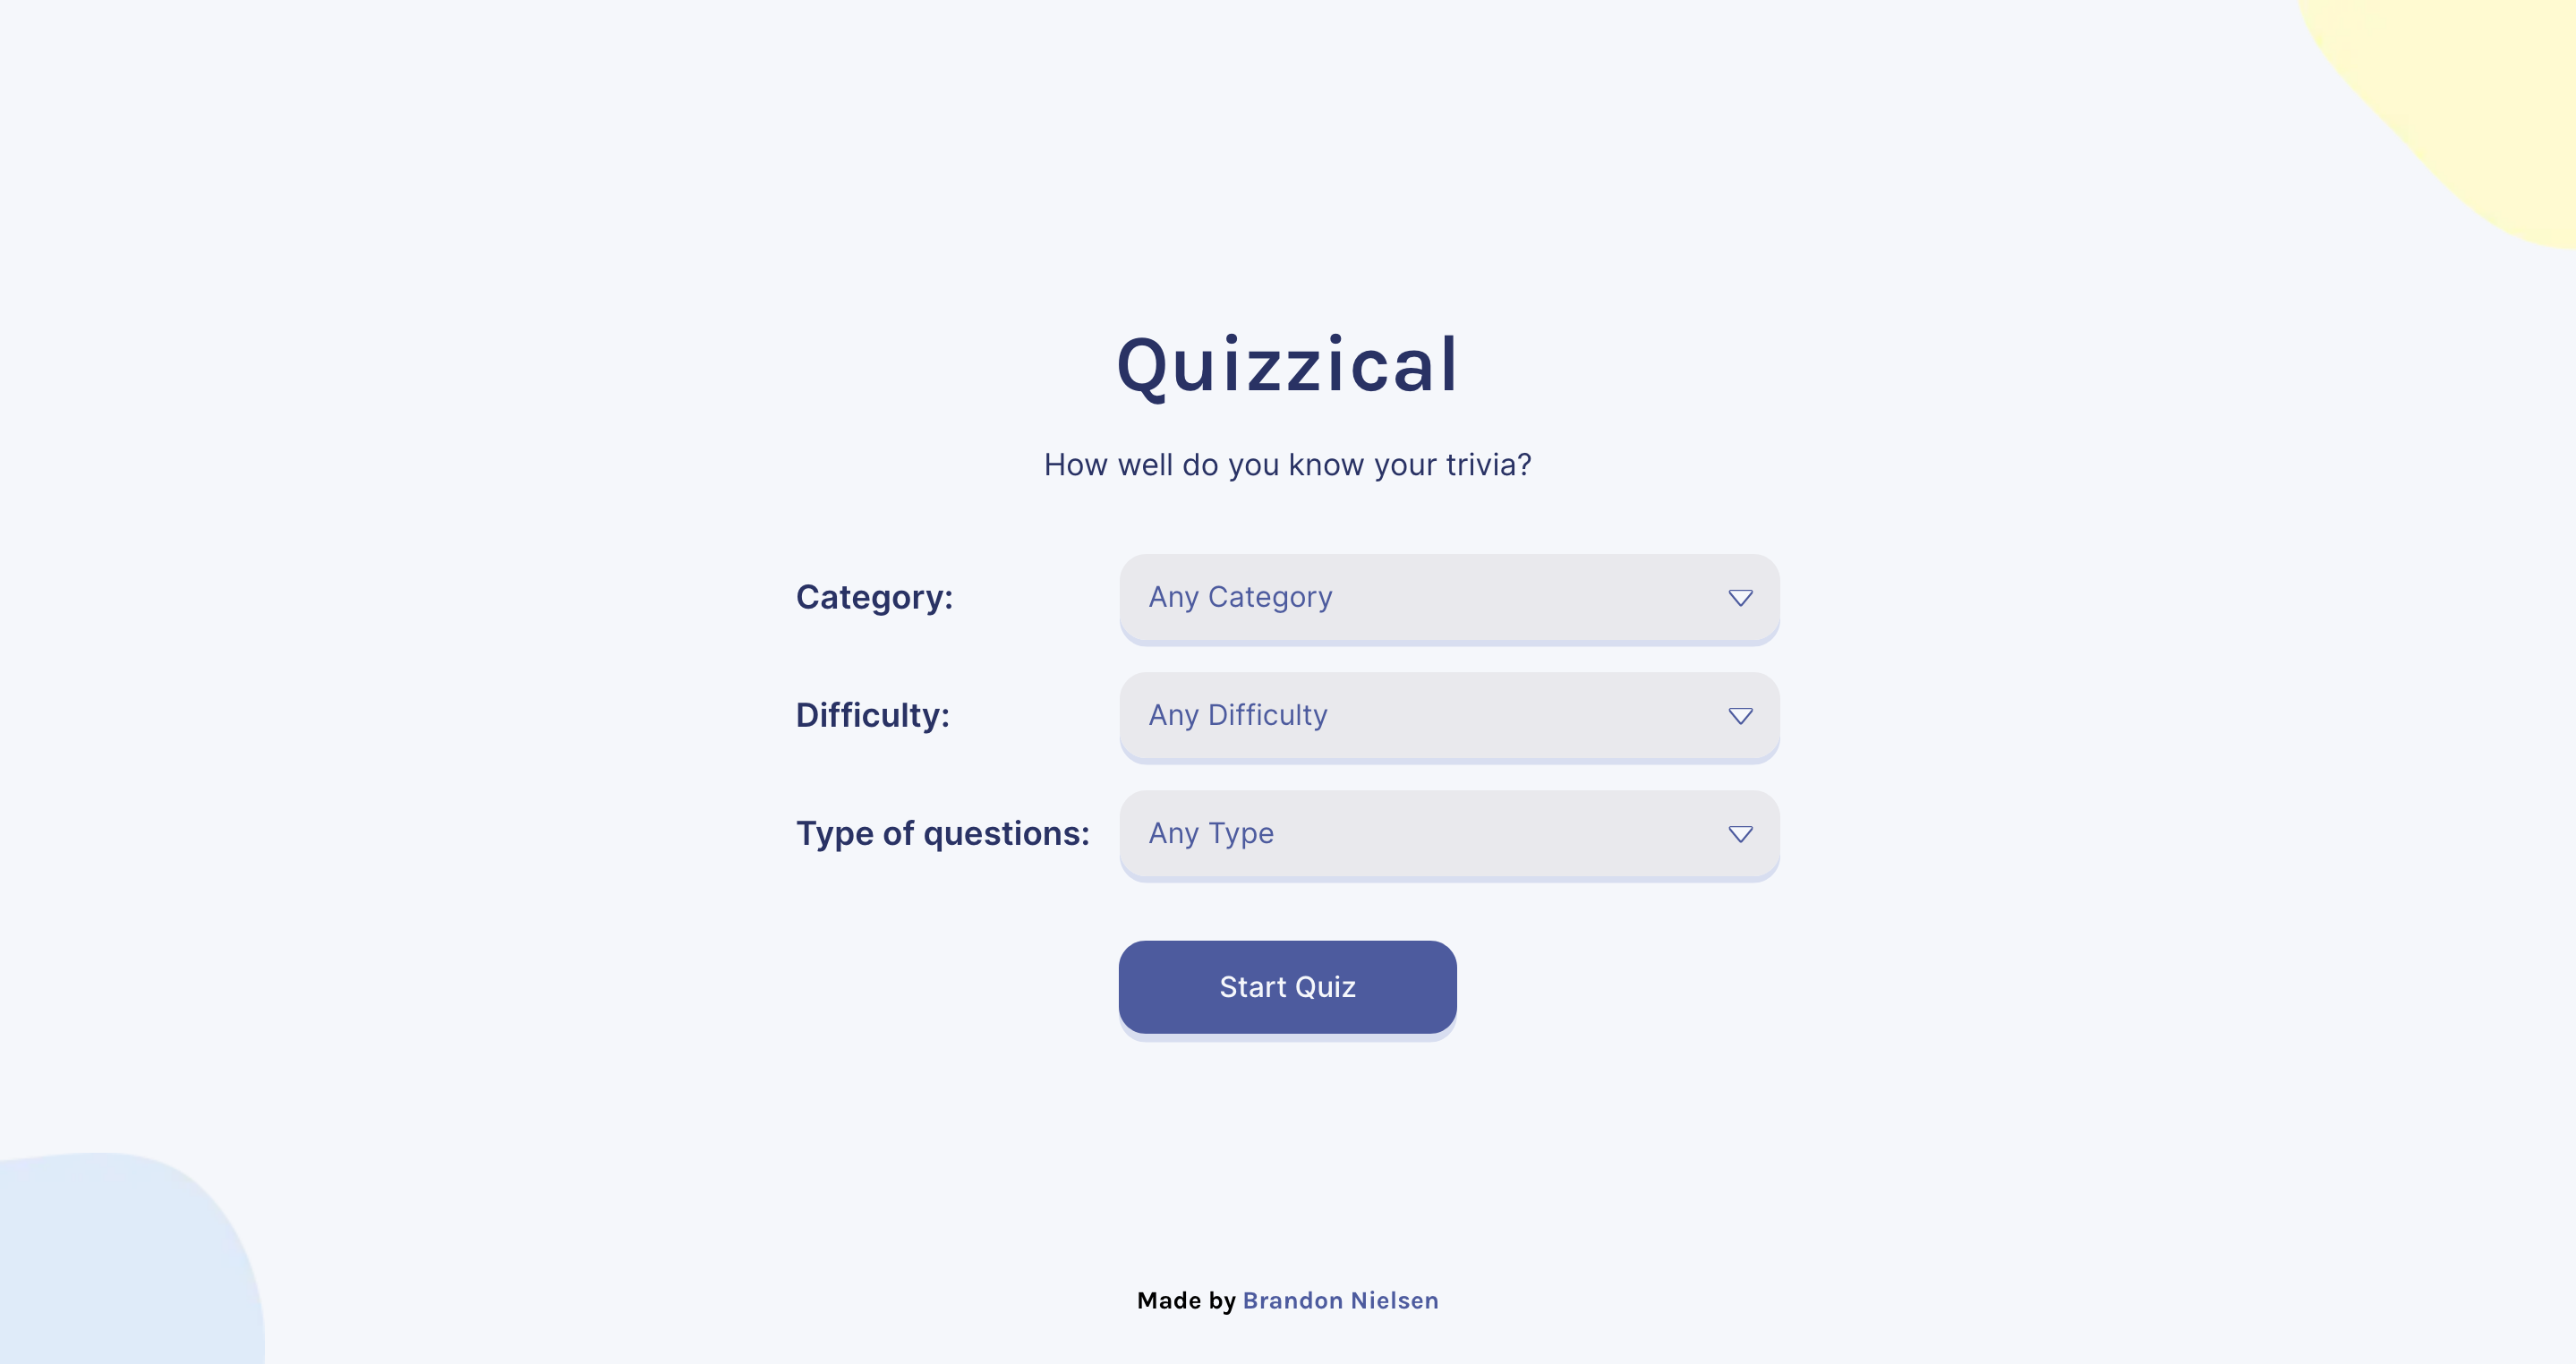 Quizzical
How well do you know your trivia?
Category: Any Category
Difficulty: Any Difficulty
Type of questions: Any Type
Start Quiz
Made by Brandon Nielsen